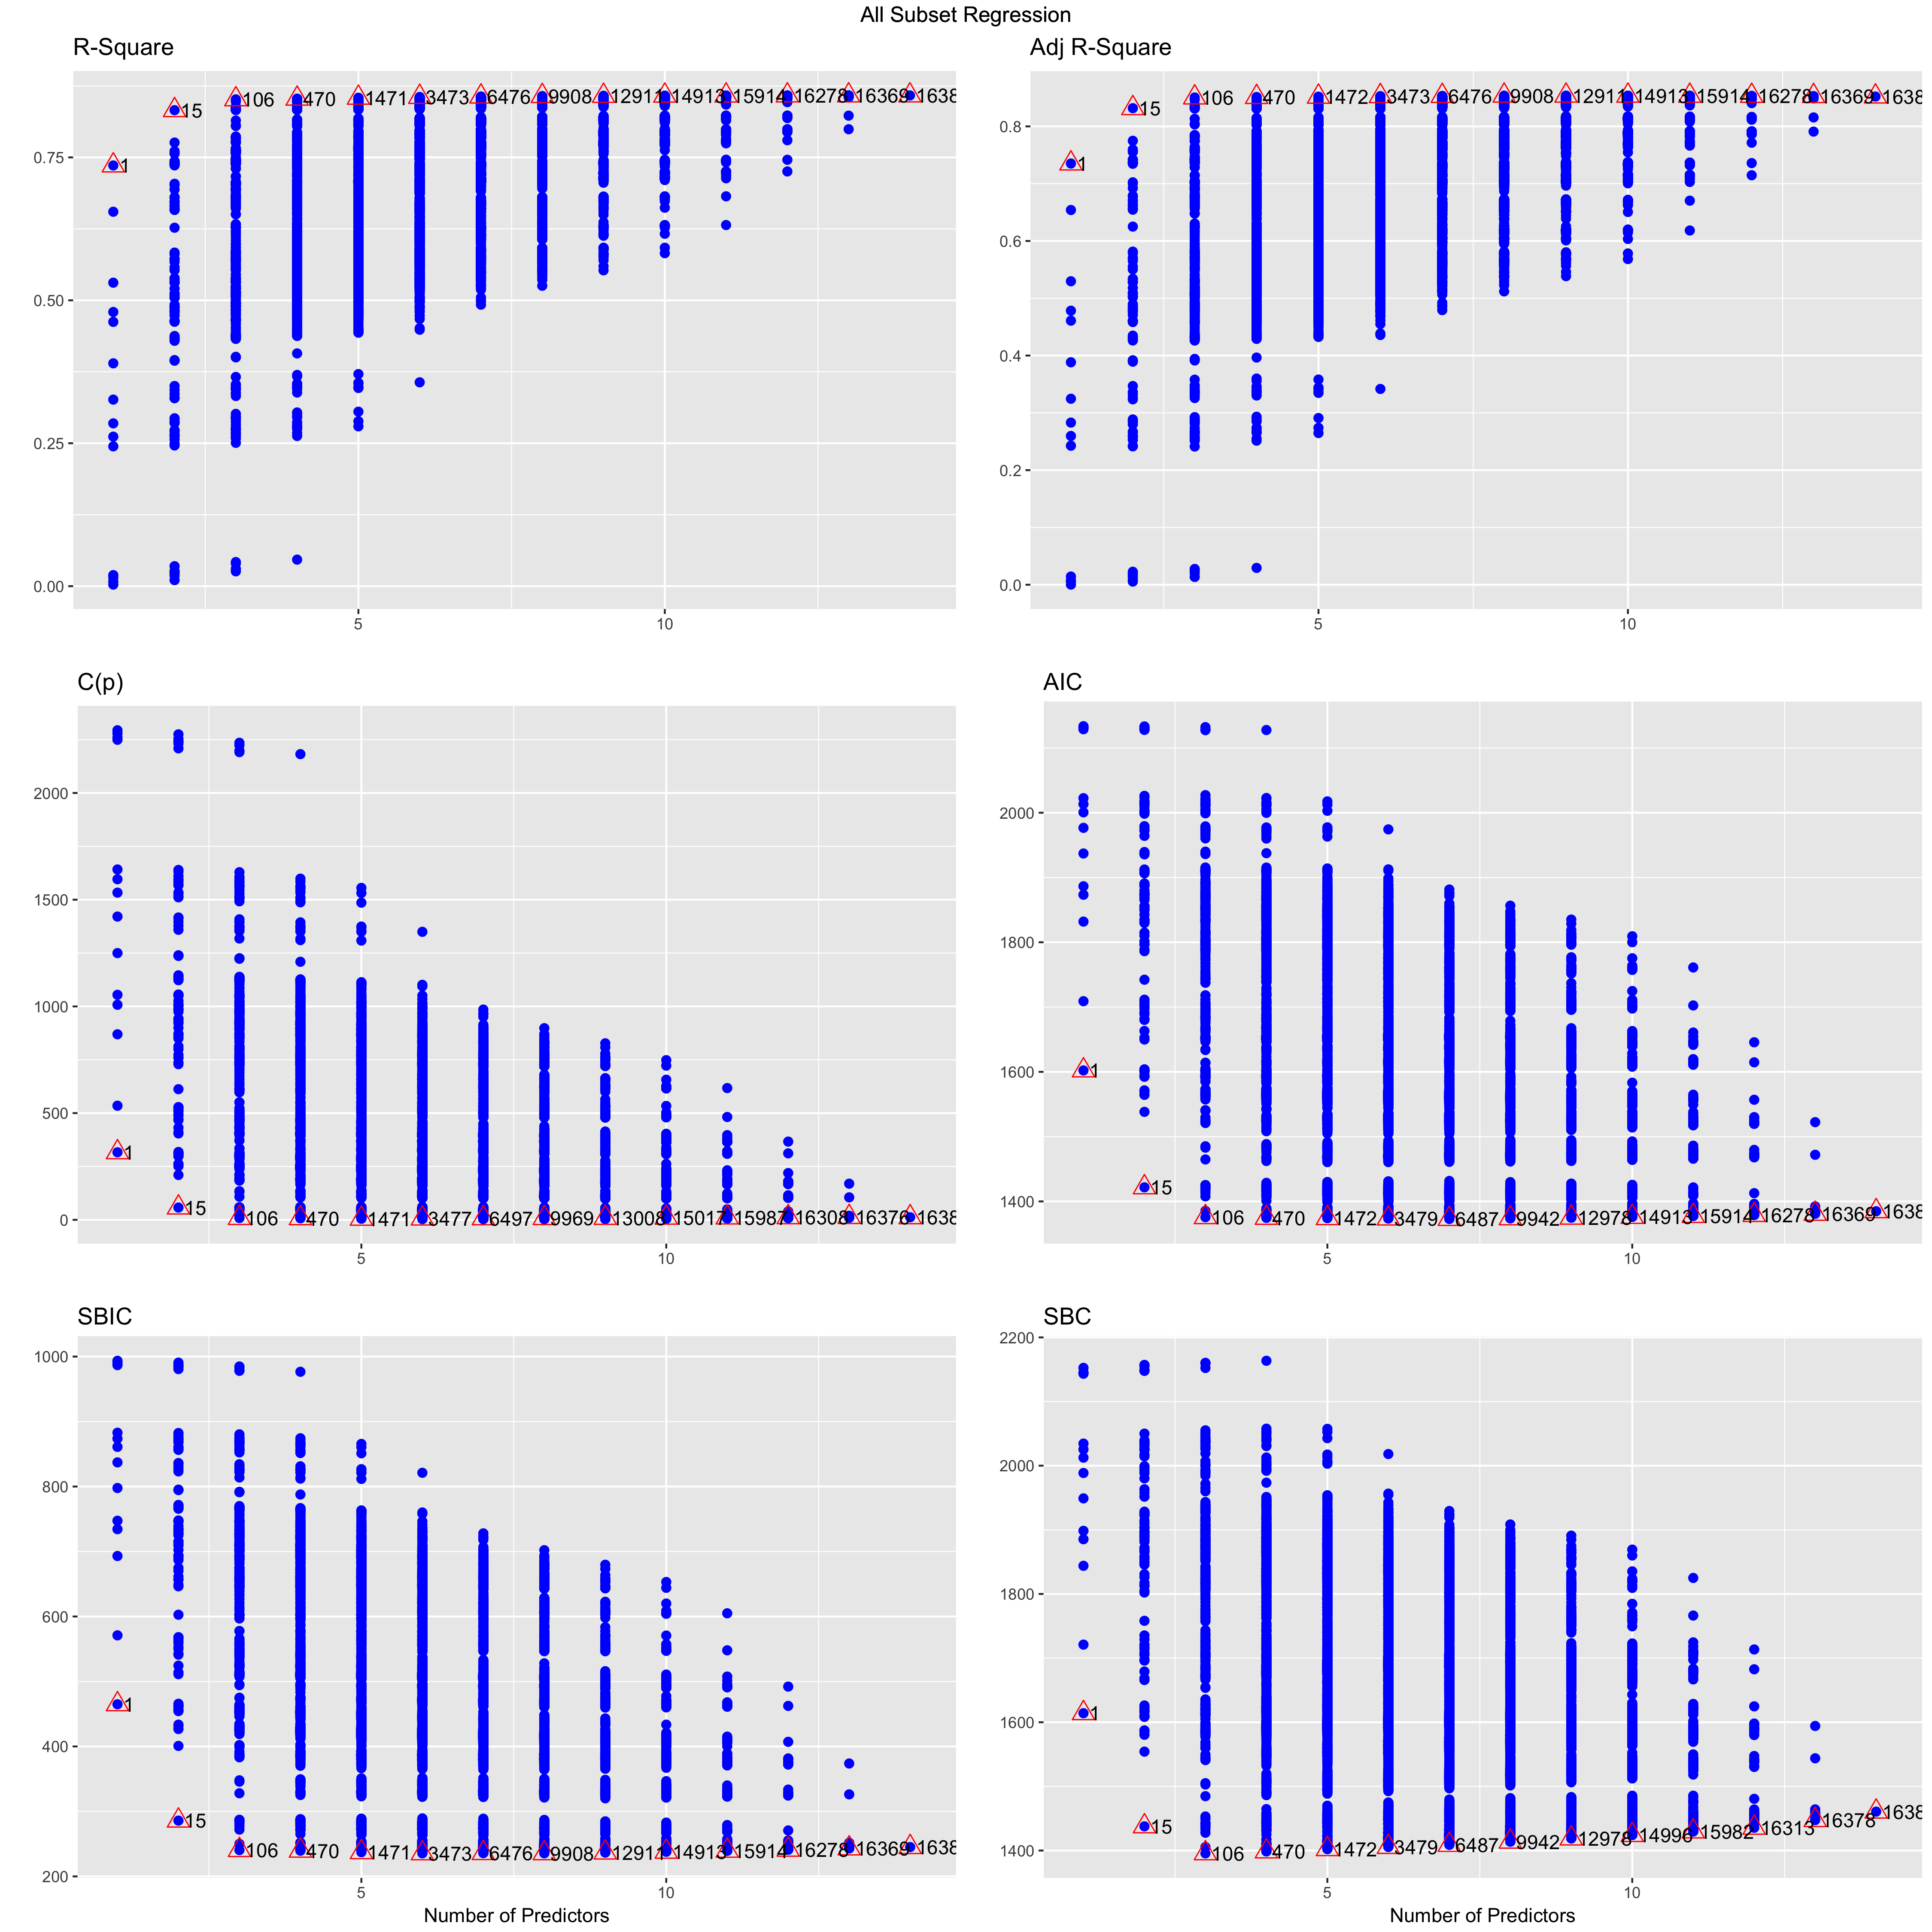 All Subset Regression
R-Square
15 106 470 1471 3473 6476 9908 12911 14913 15914 16278 16369 1638
0.75
1
0.50
0.25
0.00
5 10
Adj R-Square
15 106 470 1472 3473 6476 9908 12911 14913 15914 16278 16369 1638
0.8
1
0.6
0.4
0.2
0.0
5 10
C(p)
2000
1500
1000
500
1
15
0
106 470 1471 3477 6497 9969 13008 15017 15987 16308 16376 1638
5 10
AIC
2000
1800
1600
1
15
1400
106 470 1472 3479 6487 9942 12978 14913 15914 16278 16369 1638
5 10
SBIC
1000
800
600
1
400
15
106 470 1471 3473 6476 9908 12911 14913 15914 16278 16369 1638
200
5 10
Number of Predictors
SBC
2200
2000
1800
1600
1
15
1400
106 470 1472 3479 6487 9942 12978 14996 15982 16313 16378 1638
5 10
Number of Predictors